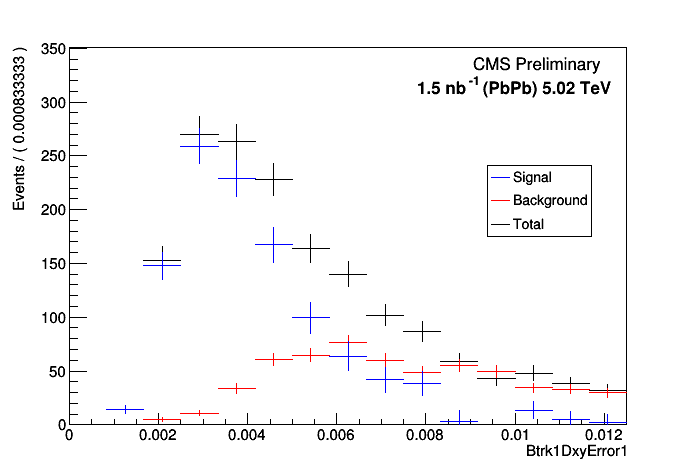 350
300
250
200
150
100
50
0
Events / ( 0.000833333 )
CMS Preliminary
1.5 nb⁻¹ (PbPb) 5.02 TeV
Signal
Background
Total
0 0.002 0.004 0.006 0.008 0.01 0.012
Btrk1DxyError1